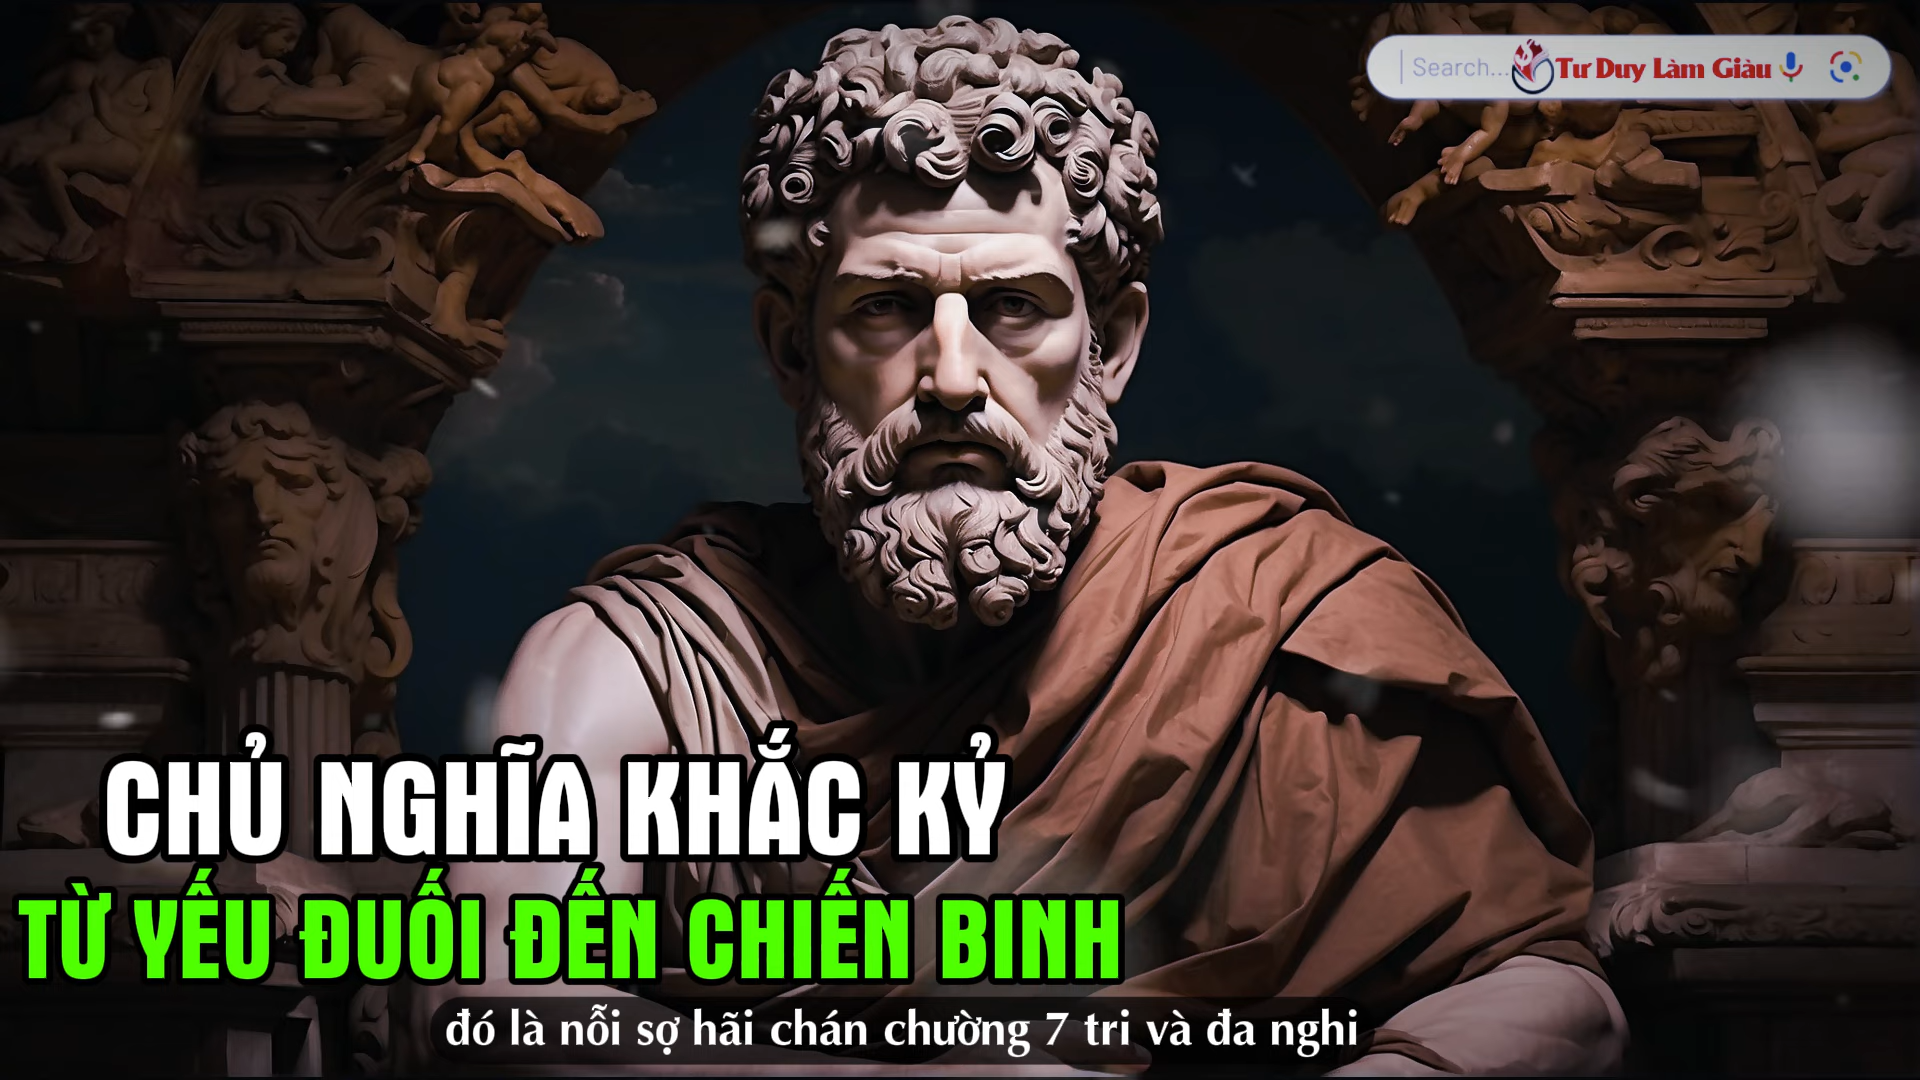 Search... Tư Duy Làm Giàu
CHỦ NGHĨA KHẮC KỶ
TỪ YẾU ĐUỐI ĐẾN CHIẾN BINH
đó là nỗi sợ hãi chán chường 7 tri và đa nghi